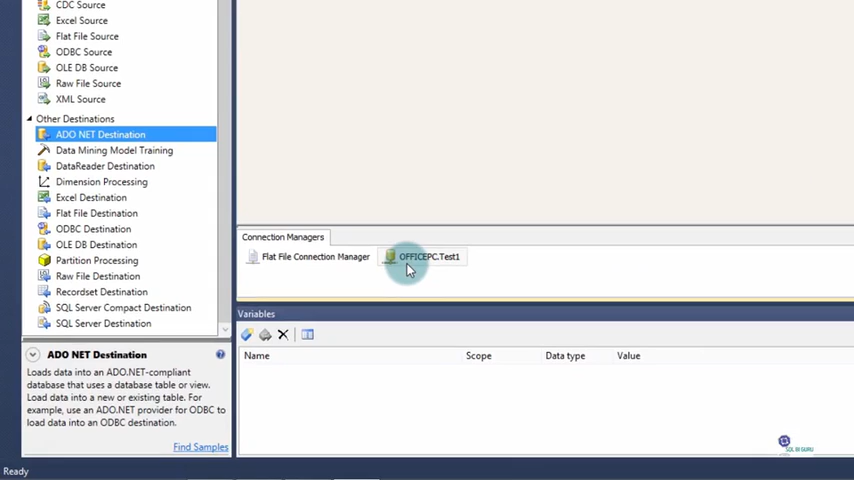 CDC Source
Excel Source
Flat File Source
ODBC Source
OLE DB Source
Raw File Source
XML Source
Other Destinations
ADO NET Destination
Data Mining Model Training
DataReader Destination
Dimension Processing
Excel Destination
Flat File Destination
ODBC Destination
OLE DB Destination
Partition Processing
Raw File Destination
Recordset Destination
SQL Server Compact Destination
SQL Server Destination
ADO NET Destination
Loads data into an ADO.NET-compliant
database that uses a database table or view.
Load data into a new or existing table. For
example, use an ADO.NET provider for ODBC to
load data into an ODBC destination.
Find Samples
Connection Managers
Flat File Connection Manager
OFFICEPC.Test1
Variables
Name Scope Data type Value
SQL BI GURU
Ready